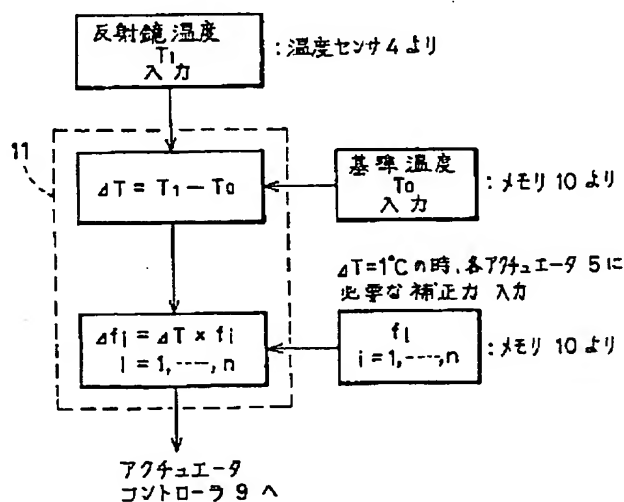 反射鏡温度
T1
入力
:温度センサ4より
11
ΔT = T1 − T0
基準温度
T0
入力
:メモリ 10 より
ΔT=1℃の時、各アクチュエータ 5 に
必要な補正力 入力
Δfi = ΔT × fi
i = 1, ----, n
fi
i = 1, ----, n
:メモリ 10 より
アクチュエータ
コントローラ 9 へ